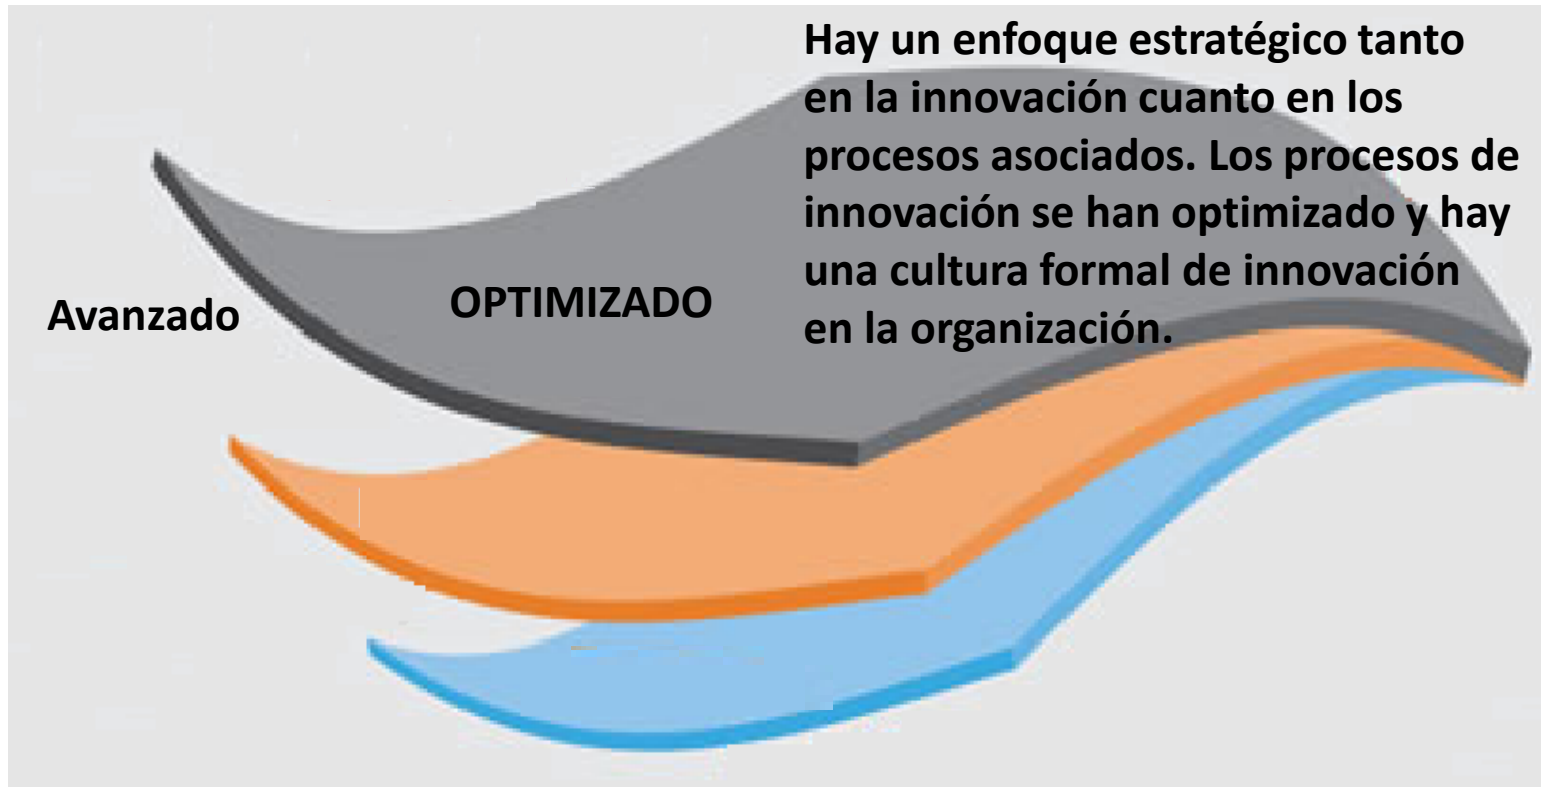 Hay un enfoque estratégico tanto
en la innovación cuanto en los
procesos asociados. Los procesos de
innovación se han optimizado y hay
una cultura formal de innovación
en la organización.
Avanzado
OPTIMIZADO